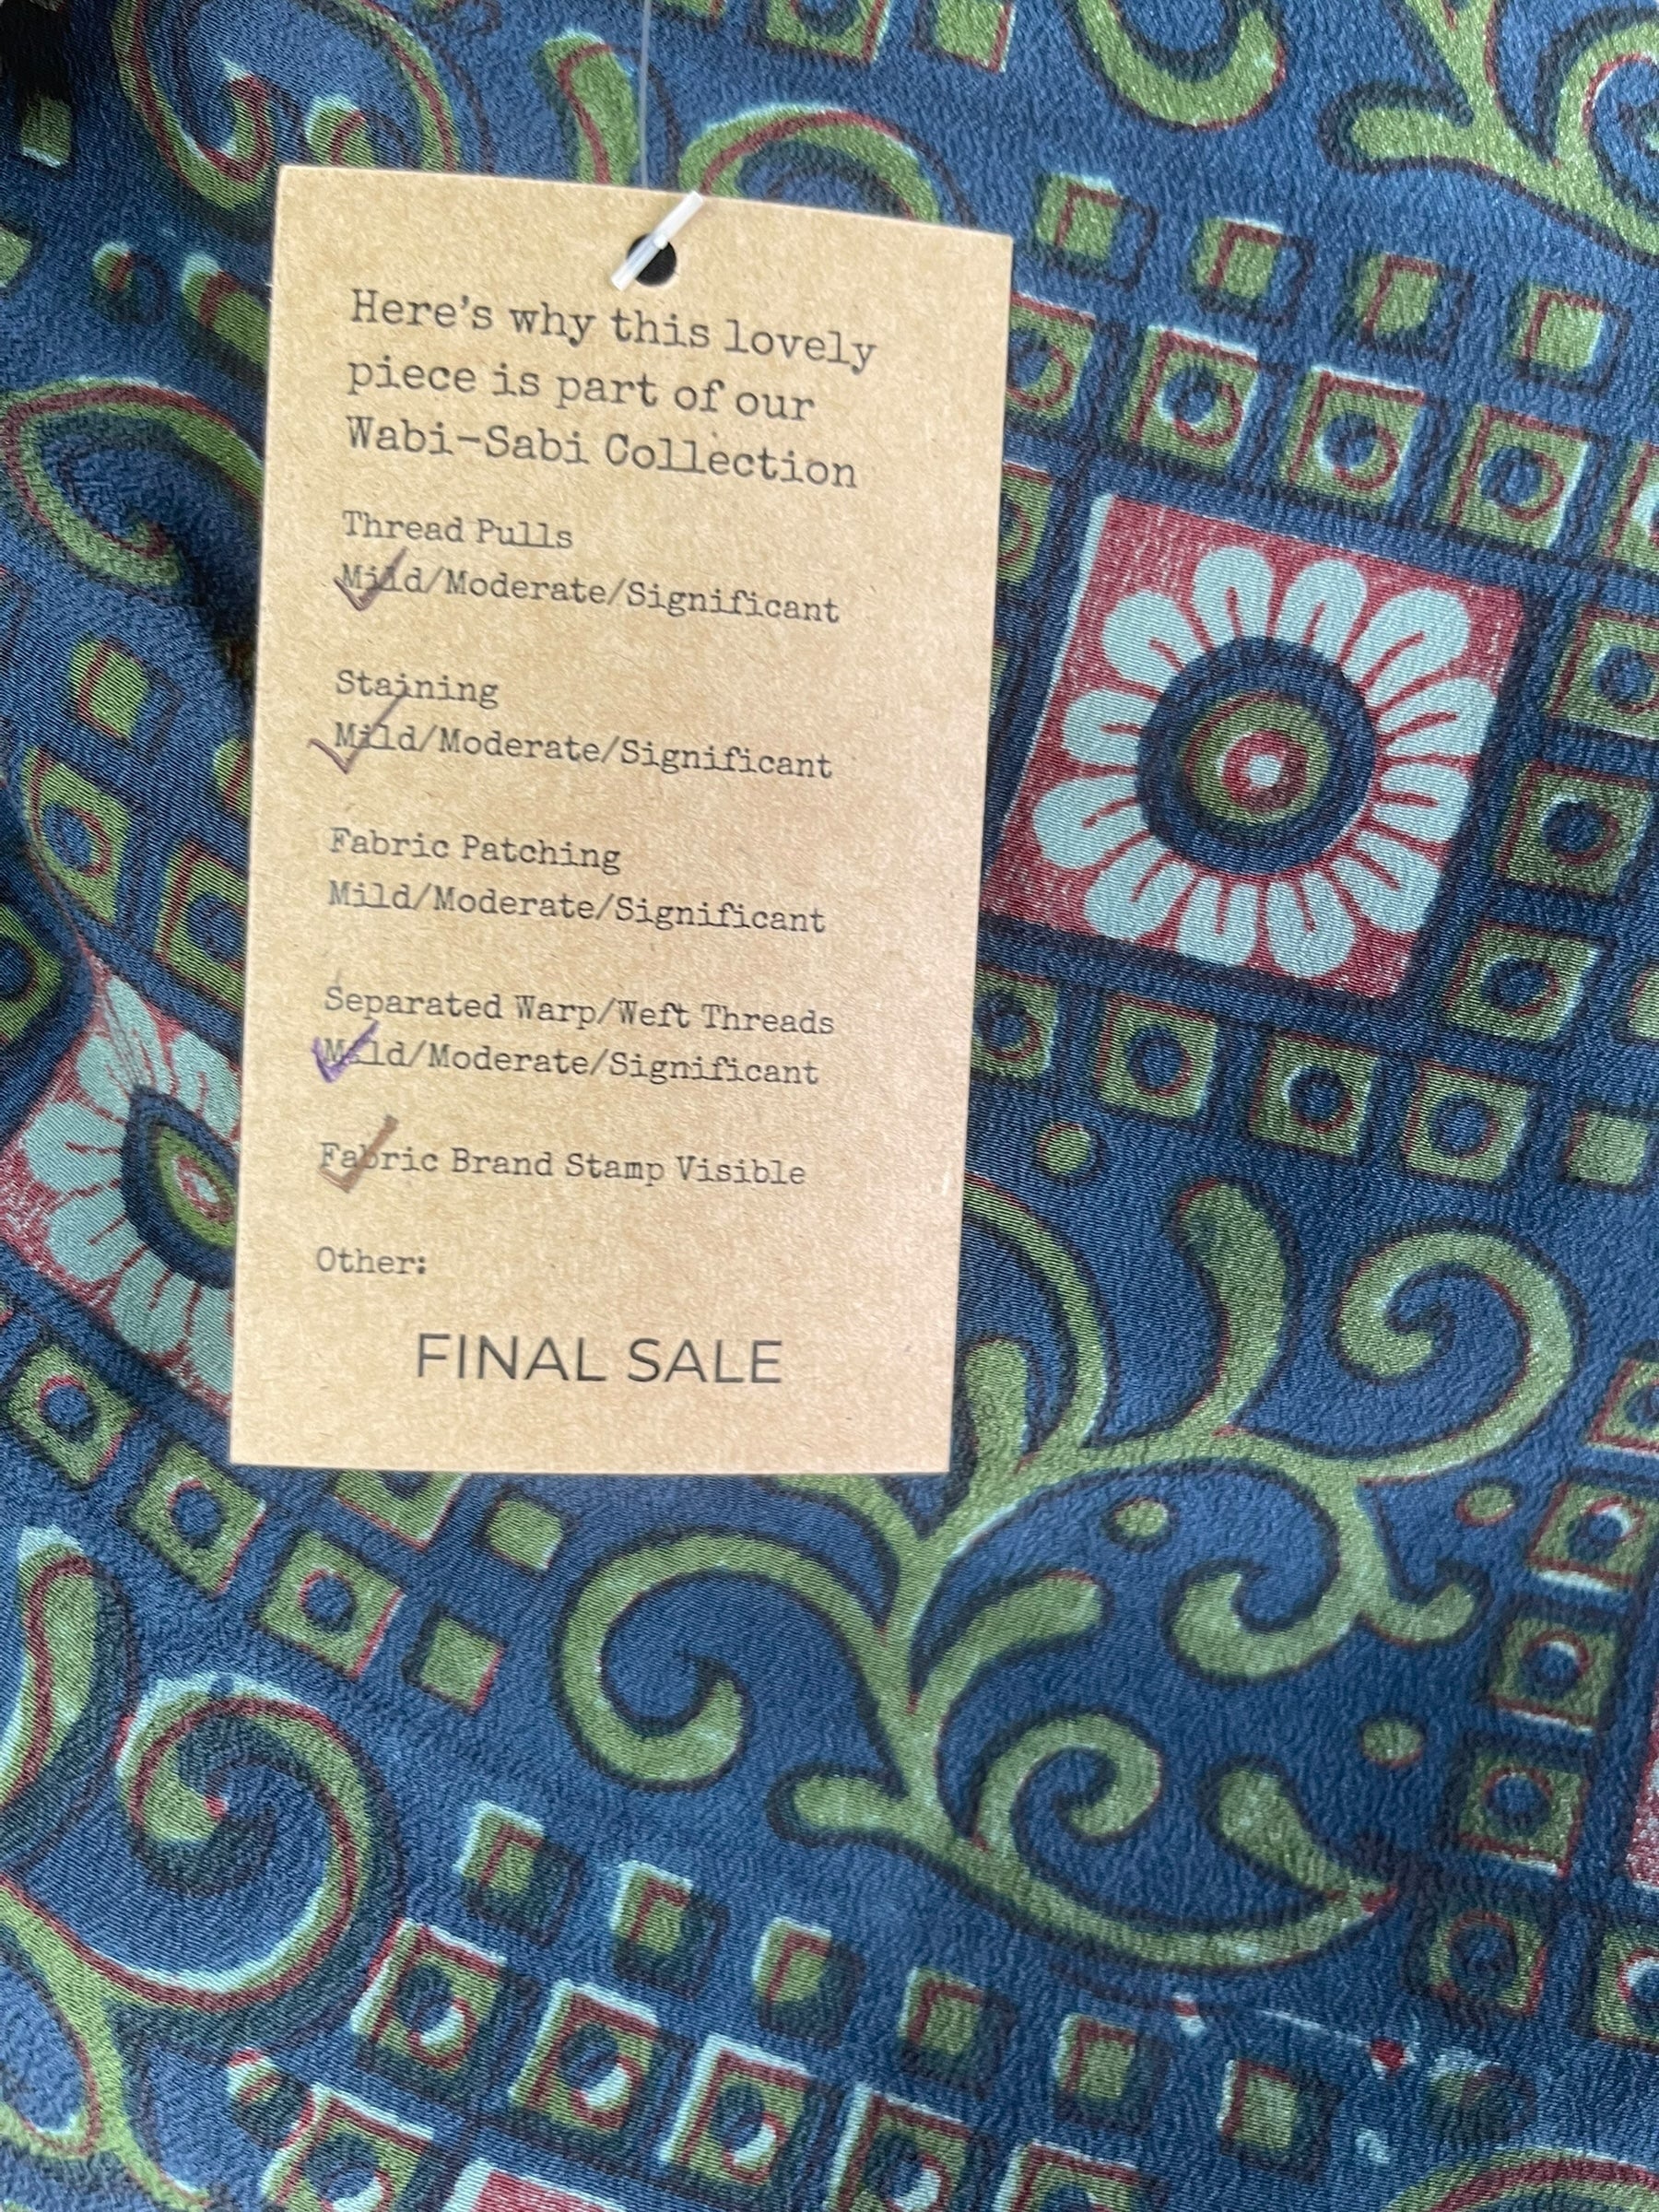 Here's why this lovely
piece is part of our
Wabi-Sabi Collection
Thread Pulls
Mild/Moderate/Significant
Staining
Mild/Moderate/Significant
Fabric Patching
Mild/Moderate/Significant
Separated Warp/Weft Threads
Mild/Moderate/Significant
Fabric Brand Stamp Visible
Other:
FINAL SALE